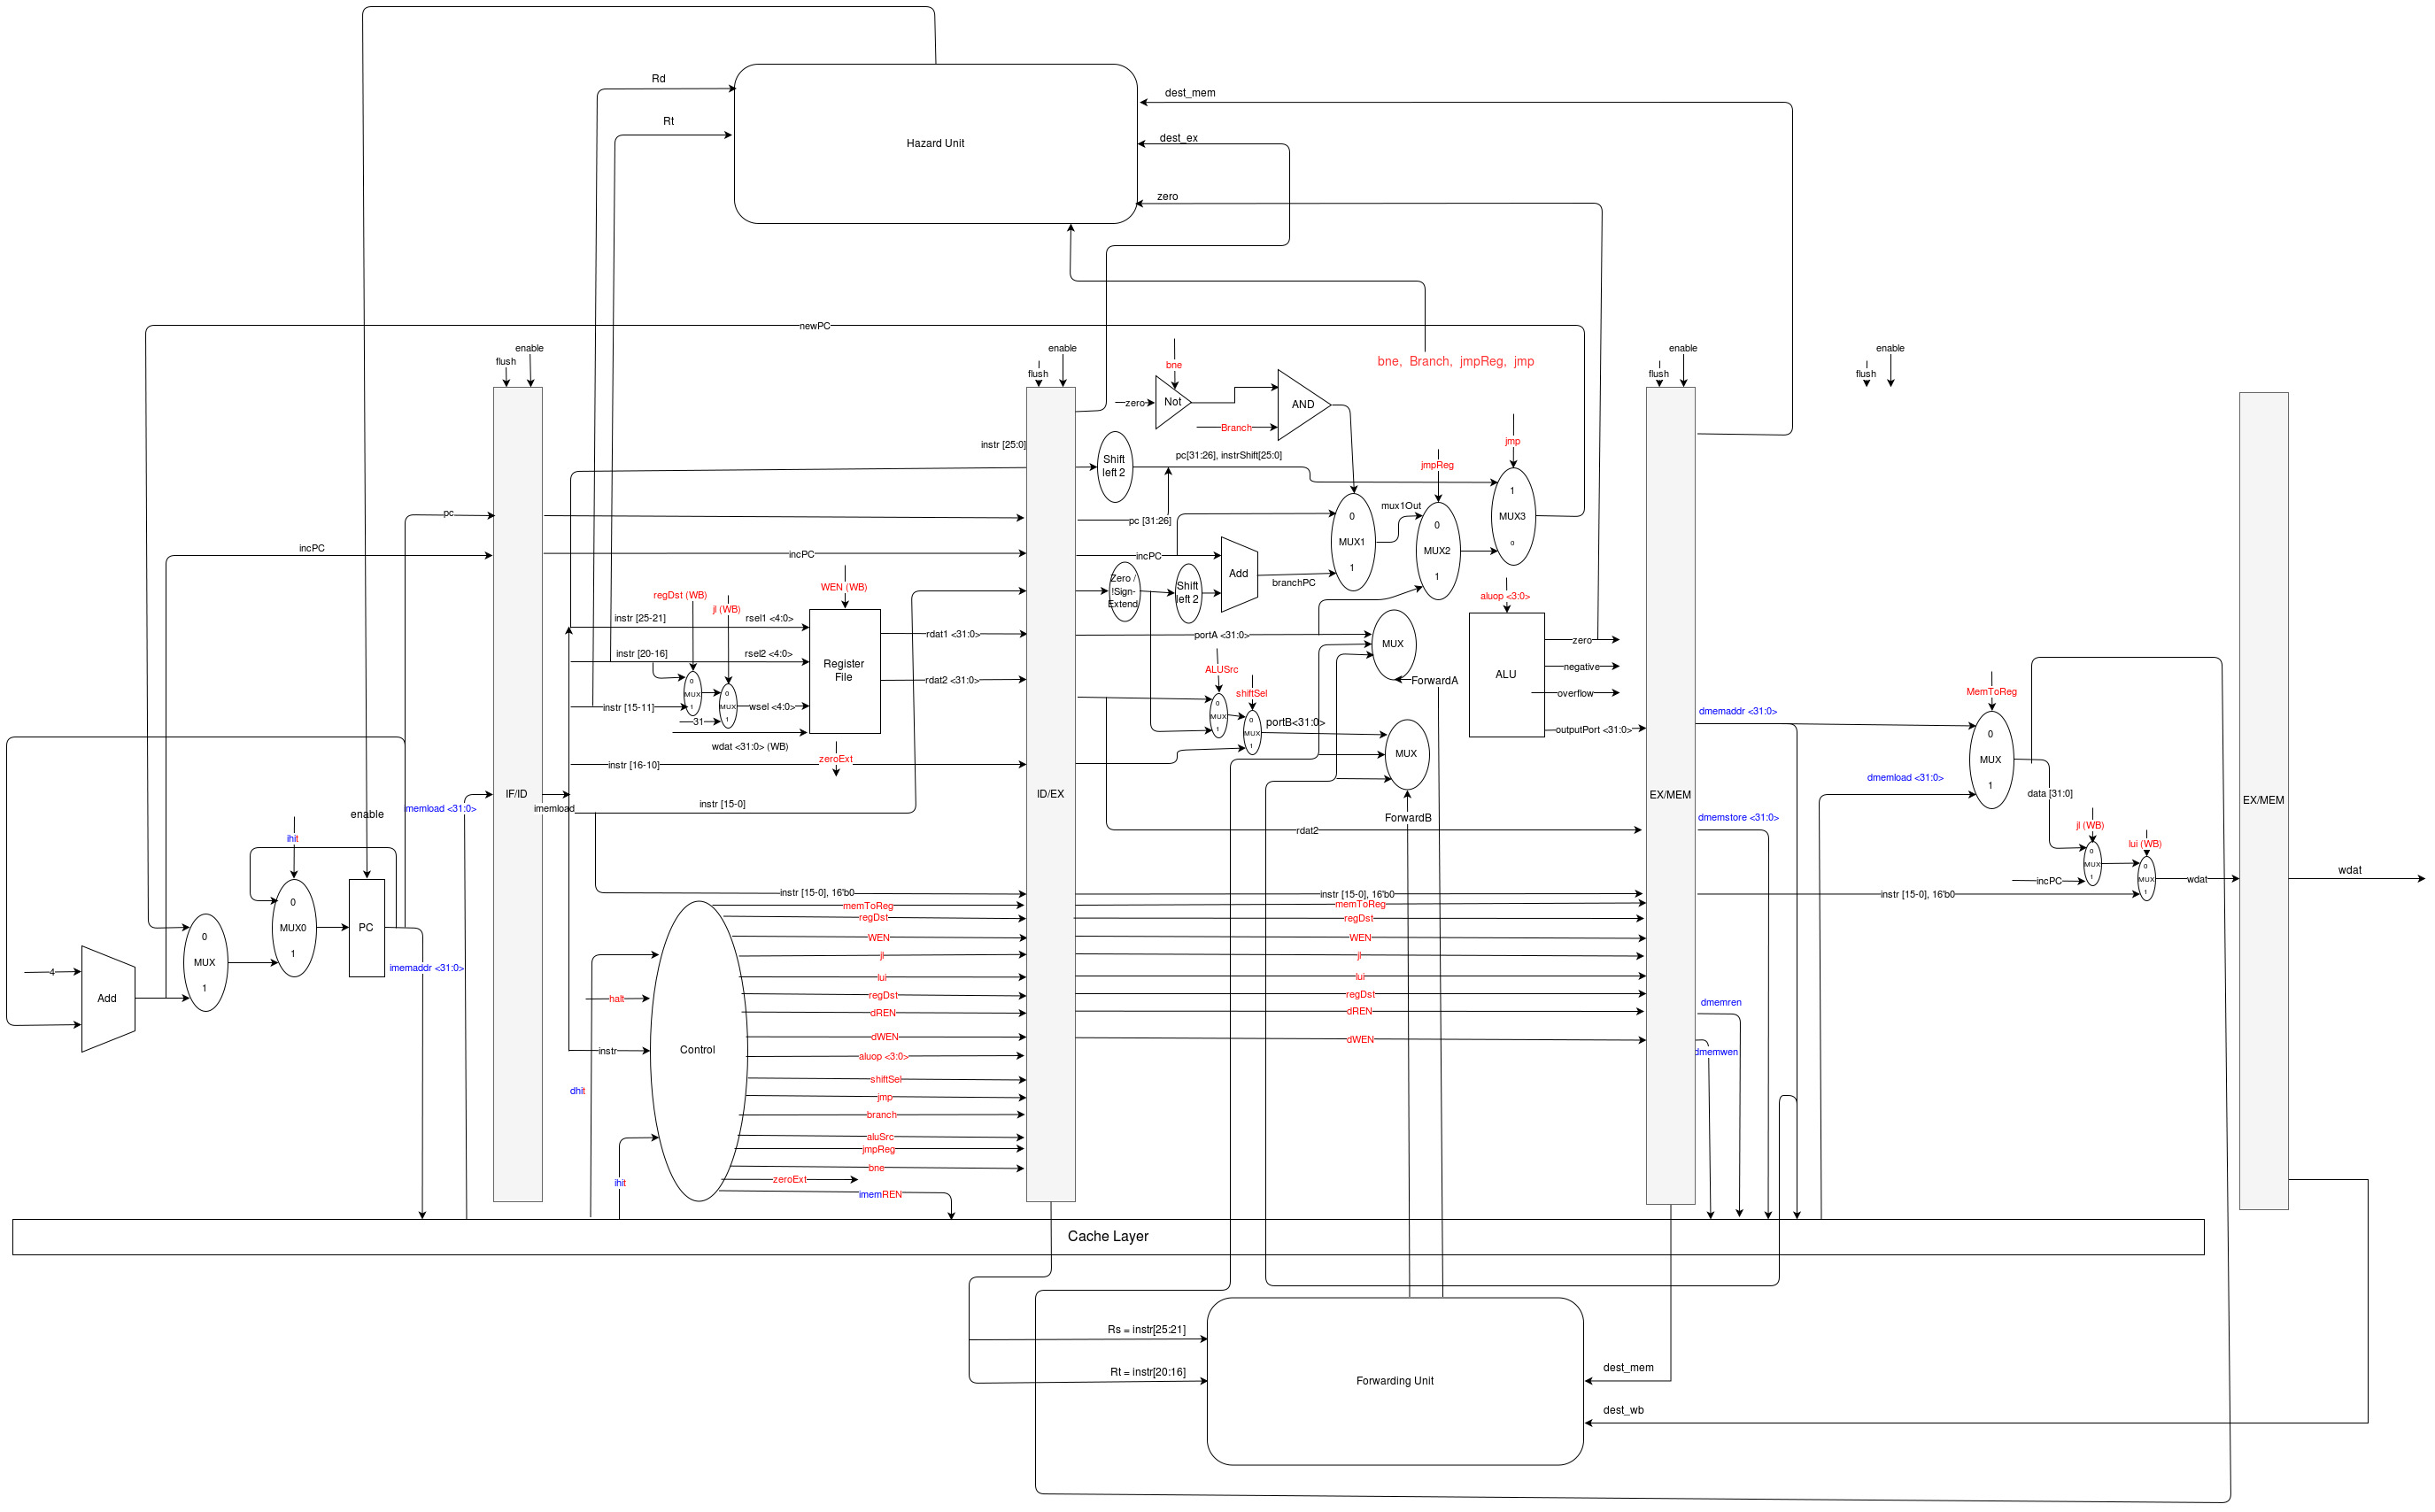 Rd
Rt
Hazard Unit
dest_mem
dest_ex
zero
newPC
flush
enable
flush
enable
bne
bne, Branch, jmpReg, jmp
flush
enable
flush
enable
zero
Not
AND
Branch
instr [25:0]
Shift
left 2
pc[31:26], instrShift[25:0]
jmpReg
jmp
pc
pc [31:26]
mux1Out
0
MUX1
1
0
MUX2
1
1
MUX3
0
incPC
incPC
incPC
Add
branchPC
Zero /
!Sign-
Extend
Shift
left 2
WEN (WB)
regDst (WB)
jl (WB)
instr [25-21]
rsel1 <4:0>
instr [20-16]
rsel2 <4:0>
0
MUX
1
0
MUX
1
instr [15-11]
31
wsel <4:0>
wdat <31:0> (WB)
Register
File
rdat1 <31:0>
rdat2 <31:0>
zeroExt
instr [16-10]
instr [15-0]
portA <31:0>
MUX
ForwardA
ALUSrc
shiftSel
0
MUX
1
0
MUX
1
portB<31:0>
MUX
ForwardB
aluop <3:0>
ALU
zero
negative
overflow
outputPort <31:0>
dmemaddr <31:0>
MemToReg
0
MUX
1
dmemload <31:0>
data [31:0]
jl (WB)
0
MUX
1
lui (WB)
0
MUX
1
incPC
wdat
wdat
IF/ID
ID/EX
EX/MEM
EX/MEM
imemload
imemload <31:0>
enable
ihit
0
MUX0
1
PC
0
MUX
1
4
Add
imemaddr <31:0>
rdat2
dmemstore <31:0>
instr [15-0], 16'b0
instr [15-0], 16'b0
instr [15-0], 16'b0
memToReg
regDst
WEN
jl
lui
regDst
dREN
dWEN
aluop <3:0>
shiftSel
jmp
branch
aluSrc
jmpReg
bne
zeroExt
imemREN
memToReg
regDst
WEN
jl
lui
regDst
dREN
dWEN
dmemren
dmemwen
halt
instr
Control
dhit
ihit
Cache Layer
Rs = instr[25:21]
Rt = instr[20:16]
Forwarding Unit
dest_mem
dest_wb